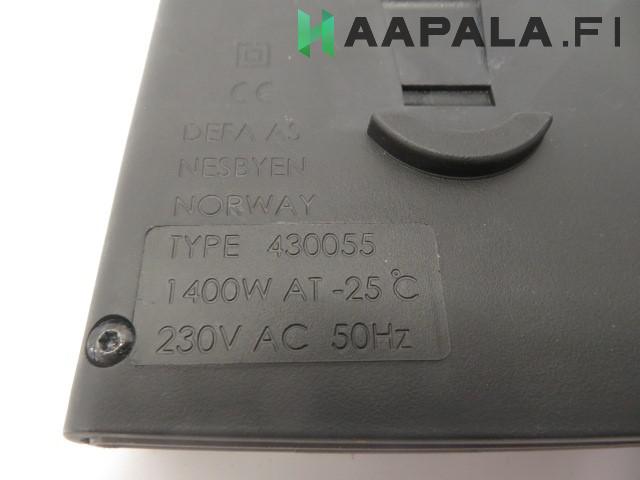 HAAPALA.FI
CE
DEFA AS
NESBYEN
NORWAY
TYPE 430055
1400W AT -25°C
230V AC 50Hz